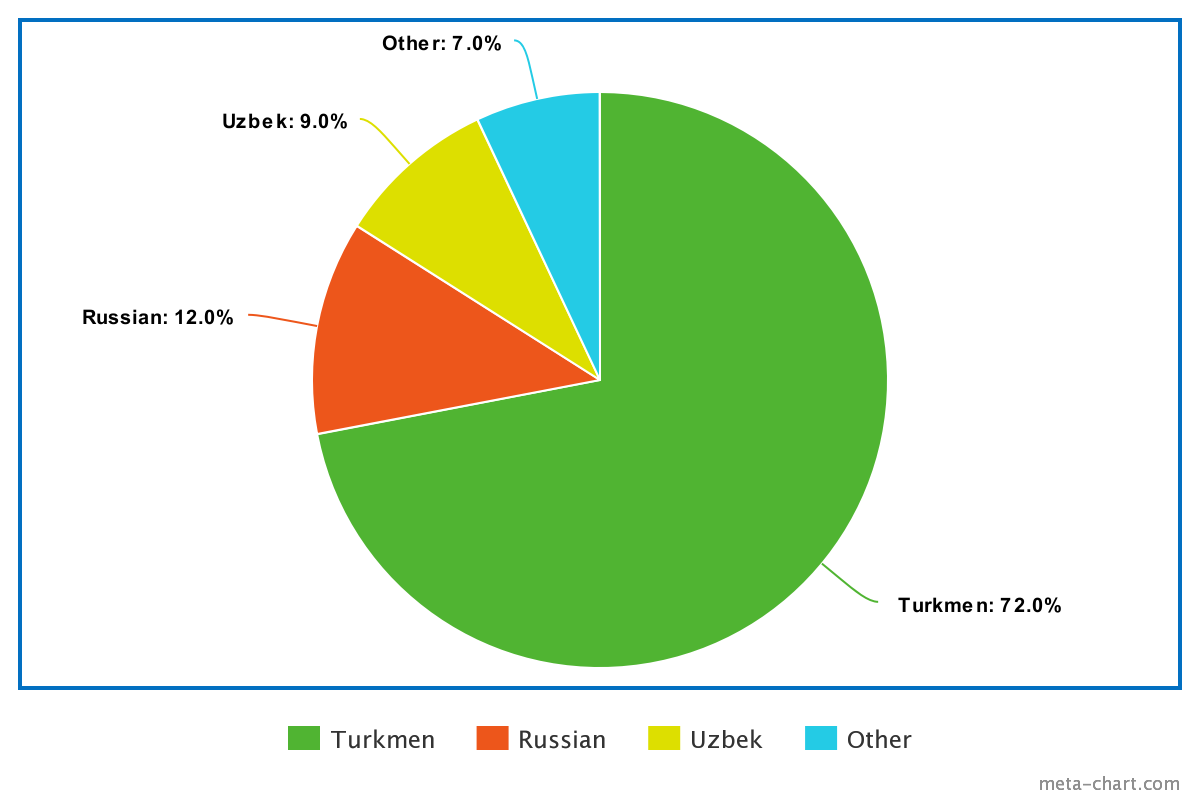 Other: 7.0%
Uzbek: 9.0%
Russian: 12.0%
Turkmen: 72.0%
Turkmen Russian Uzbek Other
meta-chart.com